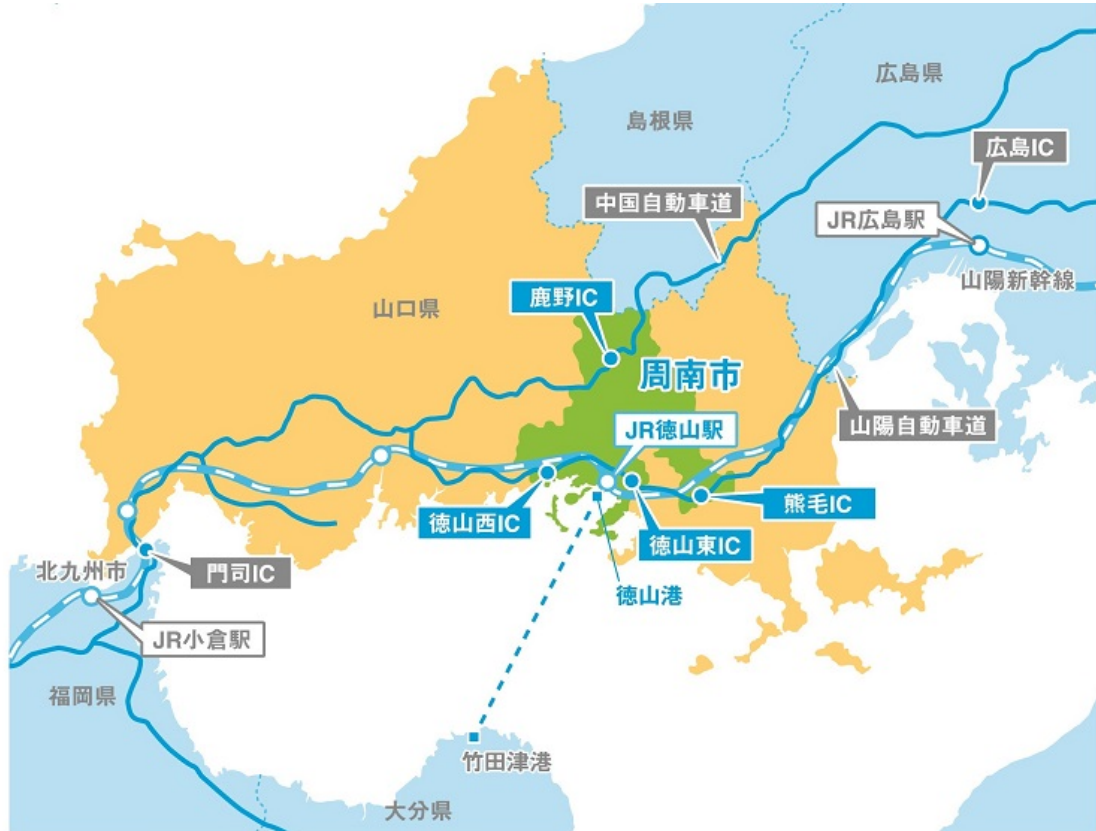 広島県
島根県
広島IC
中国自動車道
JR広島駅
山陽新幹線
鹿野IC
山口県
周南市
JR徳山駅
山陽自動車道
熊毛IC
徳山西IC
徳山東IC
北九州市
門司IC
徳山港
JR小倉駅
福岡県
竹田津港
大分県